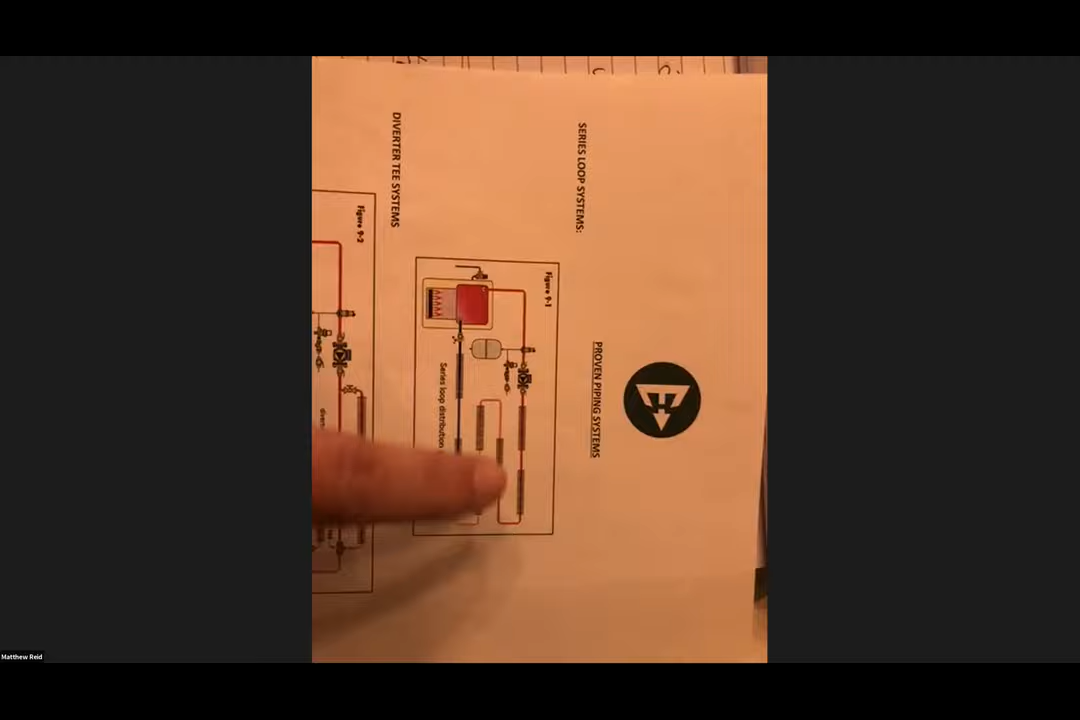 PROVEN PIPING SYSTEMS
SERIES LOOP SYSTEMS:
Figure 9-1
Series loop distribution
DIVERTER TEE SYSTEMS
Figure 9-2
Matthew Reid